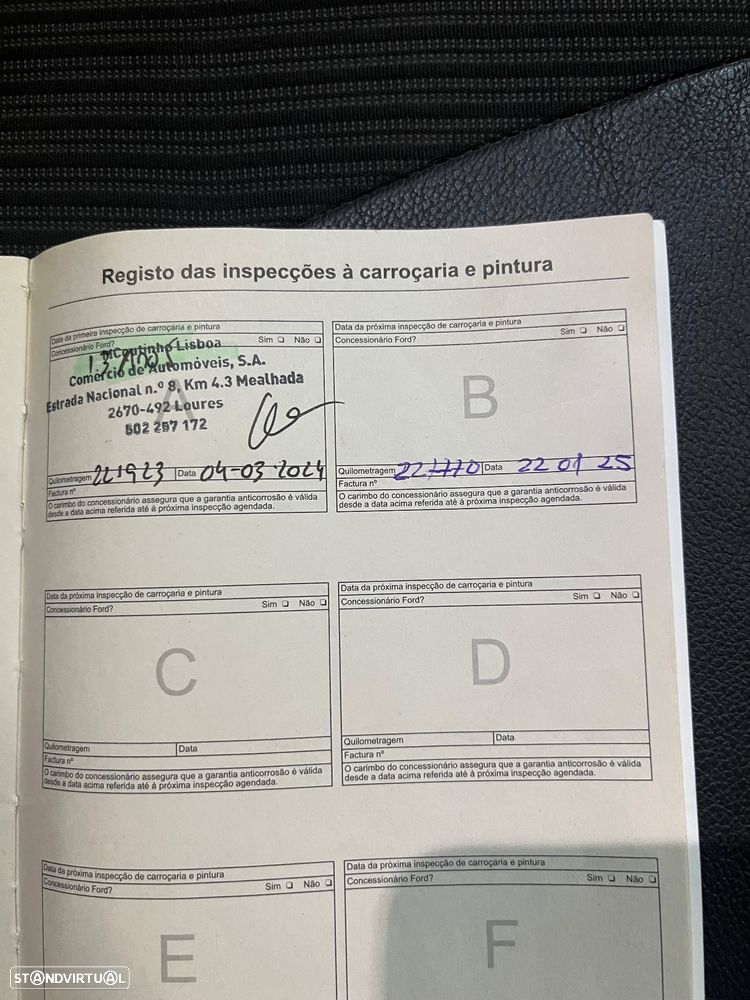 Registo das inspecções à carroçaria e pintura
Data da primeira inspecção de carroçaria e pintura
Concessionário Ford? Sim Não
MCoutinho Lisboa
Comércio de Automóveis, S.A.
Estrada Nacional n.º 8, Km 4.3 Mealhada
2670-492 Loures
502 257 172
A
Quilometragem 221923 Data 04-03-2024
Factura nº
O carimbo do concessionário assegura que a garantia anticorrosão é válida
desde a data acima referida até à próxima inspecção agendada.
Data da próxima inspecção de carroçaria e pintura
Concessionário Ford? Sim Não
B
Quilometragem Data 22 01 25
Factura nº
O carimbo do concessionário assegura que a garantia anticorrosão é válida
desde a data acima referida até à próxima inspecção agendada.
Data da próxima inspecção de carroçaria e pintura
Concessionário Ford? Sim Não
C
Quilometragem Data
Factura nº
O carimbo do concessionário assegura que a garantia anticorrosão é válida
desde a data acima referida até à próxima inspecção agendada.
Data da próxima inspecção de carroçaria e pintura
Concessionário Ford? Sim Não
D
Quilometragem Data
Factura nº
O carimbo do concessionário assegura que a garantia anticorrosão é válida
desde a data acima referida até à próxima inspecção agendada.
Data da próxima inspecção de carroçaria e pintura
Concessionário Ford? Sim Não
E
Data da próxima inspecção de carroçaria e pintura
Concessionário Ford? Sim Não
F
STANDVIRTUAL